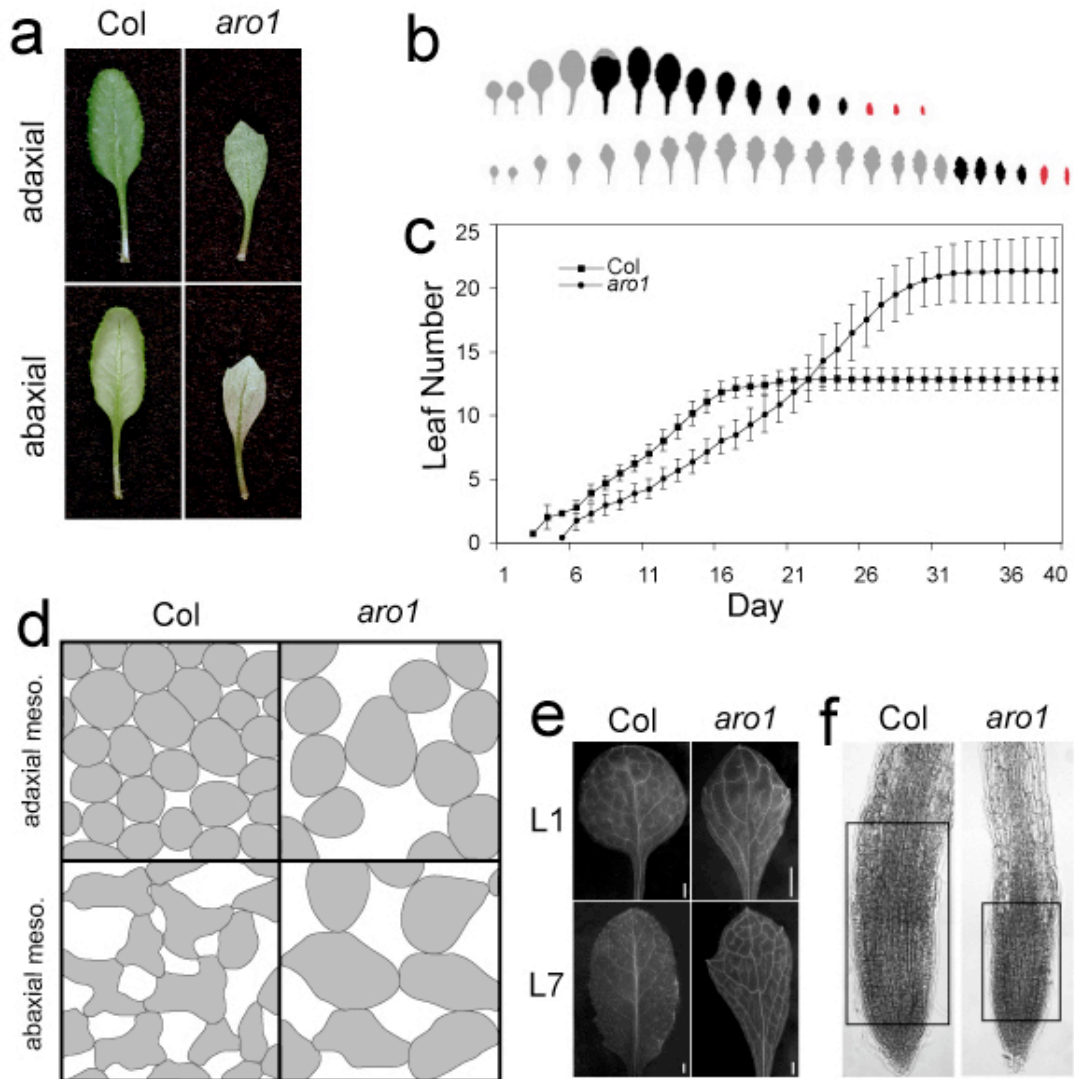 a
Col aro1
adaxial
abaxial
b
c
25
20
15
10
5
0
Leaf Number
Col
aro1
1 6 11 16 21 26 31 36 40
Day
d
Col aro1
adaxial meso.
abaxial meso.
e
Col aro1
L1
L7
f
Col aro1